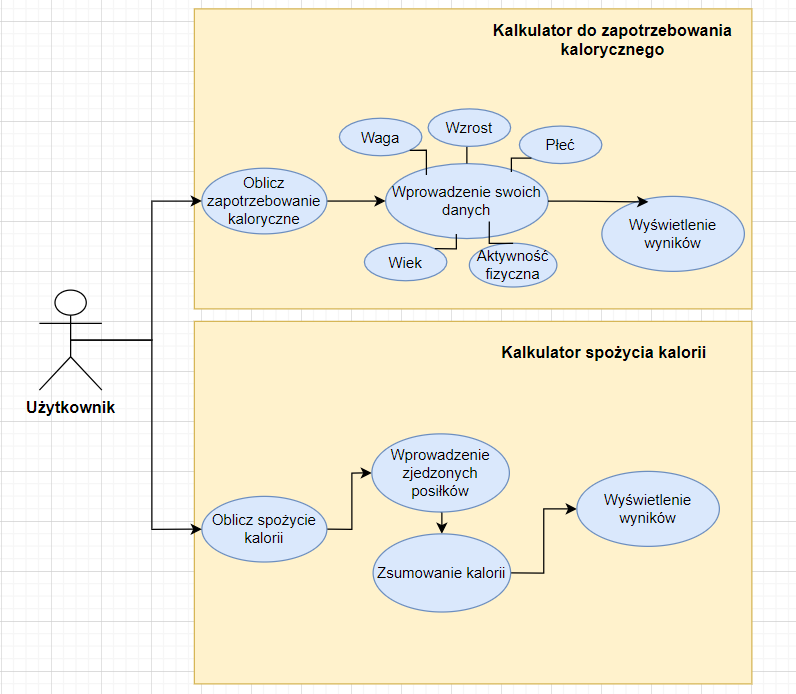 Kalkulator do zapotrzebowania
kalorycznego
Waga
Wzrost
Płeć
Oblicz
zapotrzebowanie
kaloryczne
Wprowadzenie swoich
danych
Wyświetlenie
wyników
Wiek
Aktywność
fizyczna
Użytkownik
Kalkulator spożycia kalorii
Wprowadzenie
zjedzonych
posiłków
Oblicz spożycie
kalorii
Zsumowanie kalorii
Wyświetlenie
wyników